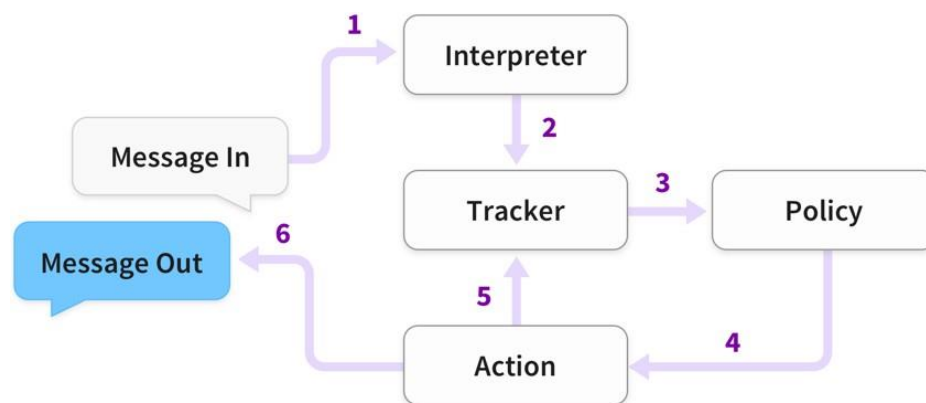 1
Interpreter
2
Message In
3
Tracker
Policy
6
Message Out
5
4
Action